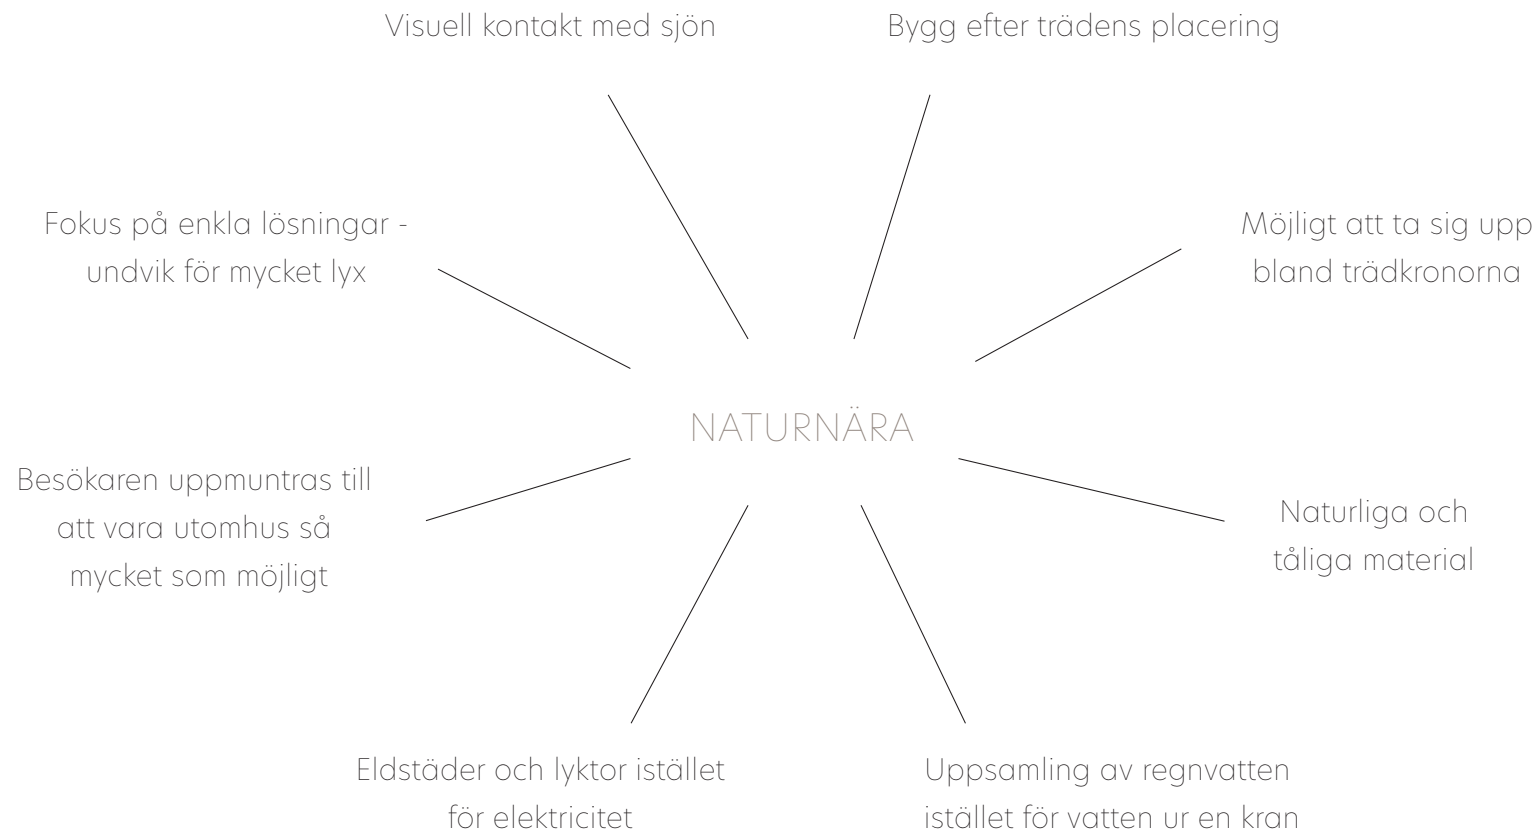 Visuell kontakt med sjön
Bygg efter trädens placering
Fokus på enkla lösningar -
undvik för mycket lyx
Möjligt att ta sig upp
bland trädkronorna
NATURNÄRA
Besökaren uppmuntras till
att vara utomhus så
mycket som möjligt
Naturliga och
tåliga material
Eldstäder och lyktor istället
för elektricitet
Uppsamling av regnvatten
istället för vatten ur en kran